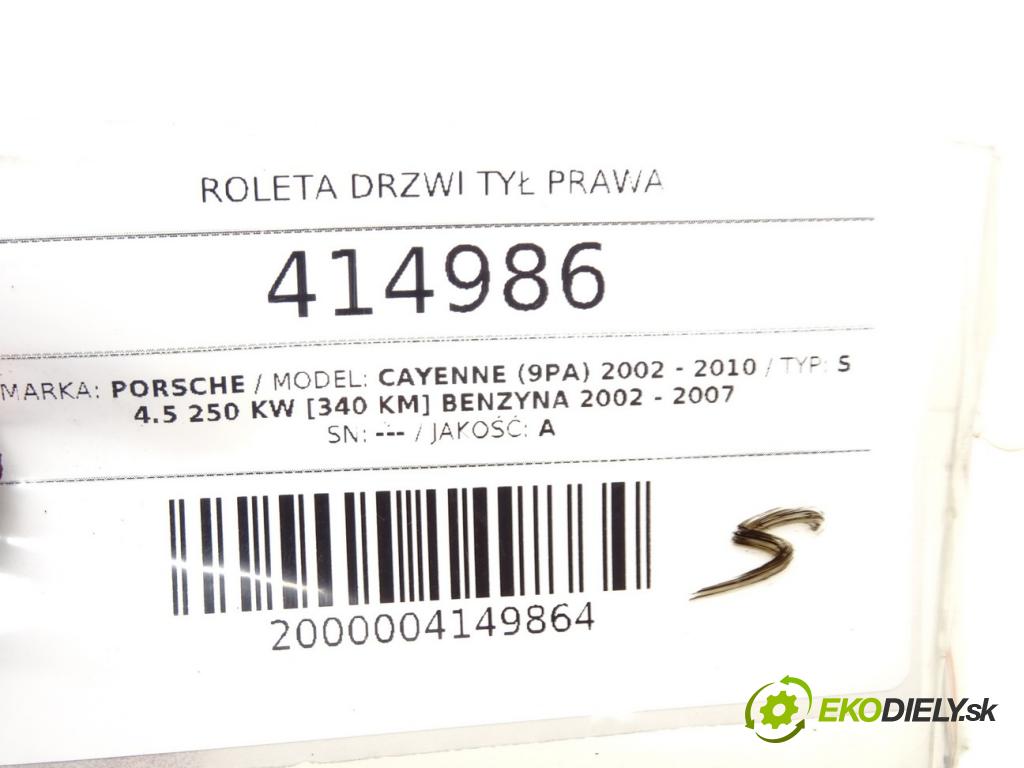 ROLETA DRZWI TYŁ PRAWA
414986
MARKA: PORSCHE / MODEL: CAYENNE (9PA) 2002 - 2010 / TYP: S
4.5 250 KW [340 KM] BENZYNA 2002 - 2007
SN: --- / JAKOŚĆ: A
2000004149864
S
EKODIELY.sk